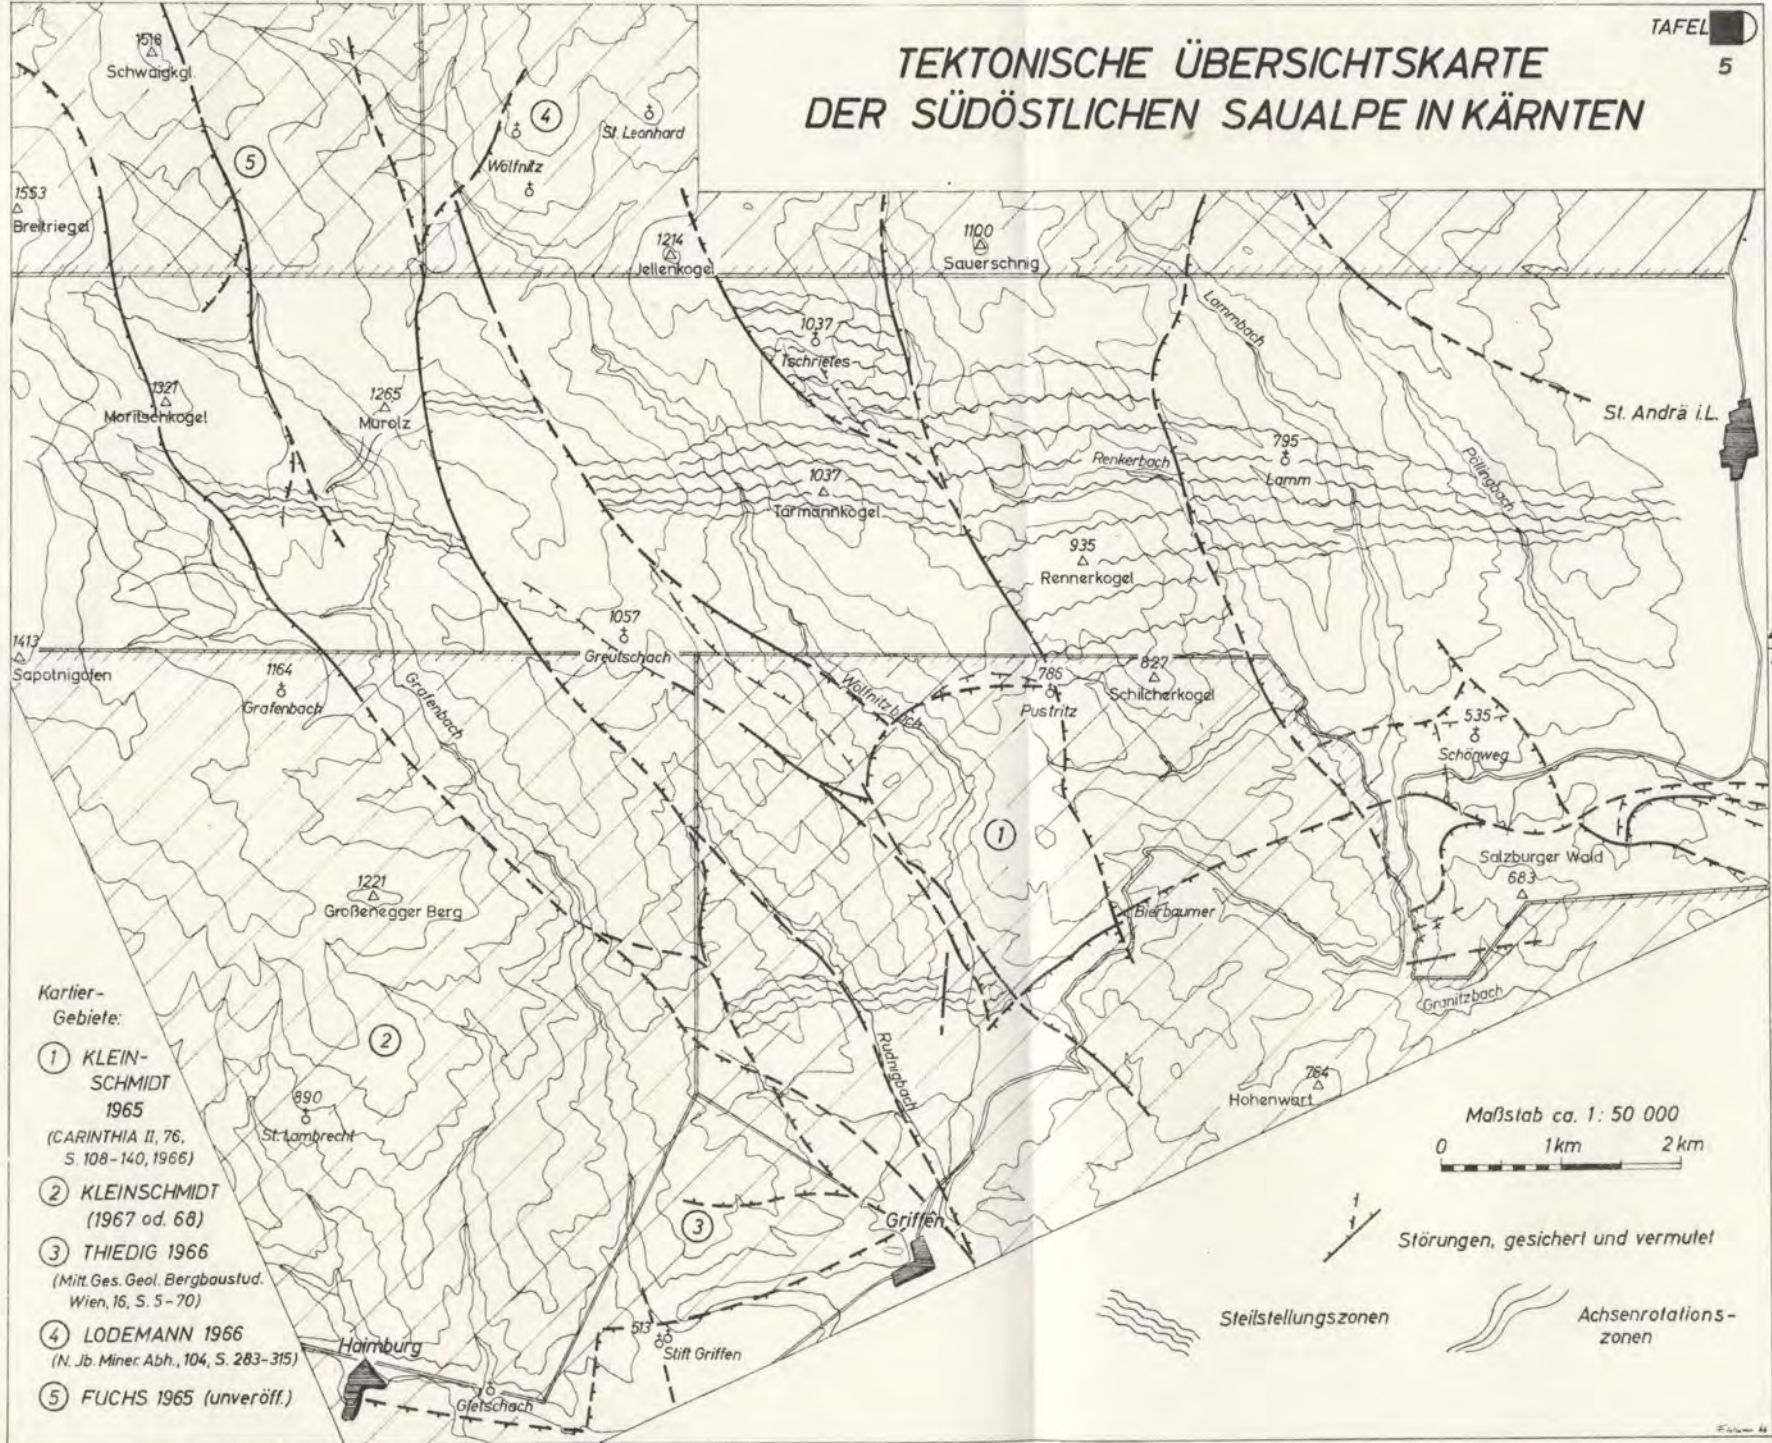 TAFEL
5
TEKTONISCHE ÜBERSICHTSKARTE
DER SÜDÖSTLICHEN SAUALPE IN KÄRNTEN
1518
Schwaigkgl.
5
4
St. Leonhard
Wölfnitz
1553
Breitriegel
1214
Jellenkogel
1100
Sauerschnig
Lammbach
1037
Tschrietes
1321
Moritschkogel
1265
Murolz
St. Andrä i.L.
795
Lamm
Renkerbach
Pöllingbach
1037
Tarmannkogel
935
Rennerkogel
1057
Greutschach
1413
Sapotnigofen
1164
Grafenbach
Grafenbach
Wölfnitzbach
786
Pustritz
822
Schilcherkogel
535
Schönweg
1
Salzburger Wald
683
1221
Großenegger Berg
Bierbaumer
Granitzbach
2
Rudnigbach
764
Hohenwart
890
St. Lambrecht
3
Griffen
513
Stift Griffen
Haimburg
Gletschach
Kartier-
Gebiete:
1 KLEIN-
SCHMIDT
1965
(CARINTHIA II, 76,
S. 108-140, 1966)
2 KLEINSCHMIDT
(1967 od. 68)
3 THIEDIG 1966
(Mitt. Ges. Geol. Bergbaustud.
Wien, 16, S. 5-70)
4 LODEMANN 1966
(N. Jb. Miner. Abh., 104, S. 283-315)
5 FUCHS 1965 (unveröff.)
Maßstab ca. 1: 50 000
0 1km 2km
Störungen, gesichert und vermutet
Steilstellungszonen
Achsenrotations-
zonen